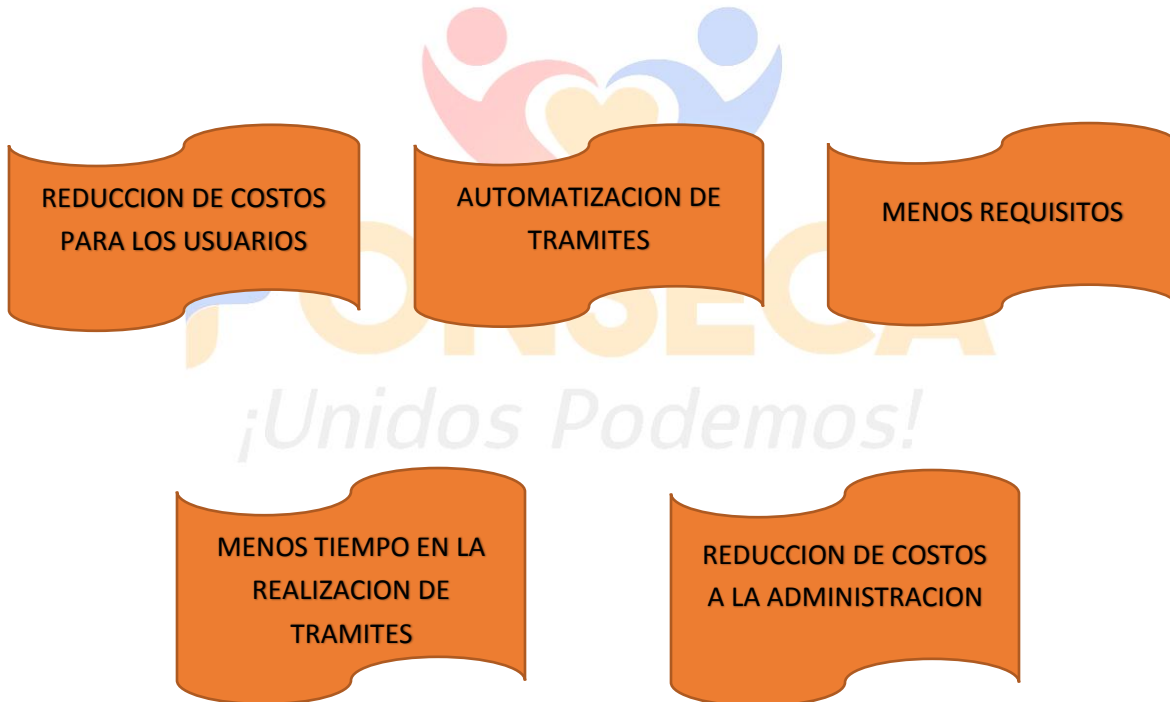 REDUCCION DE COSTOS
PARA LOS USUARIOS
AUTOMATIZACION DE
TRAMITES
MENOS REQUISITOS
FONSECA
¡Unidos Podemos!
MENOS TIEMPO EN LA
REALIZACION DE
TRAMITES
REDUCCION DE COSTOS
A LA ADMINISTRACION